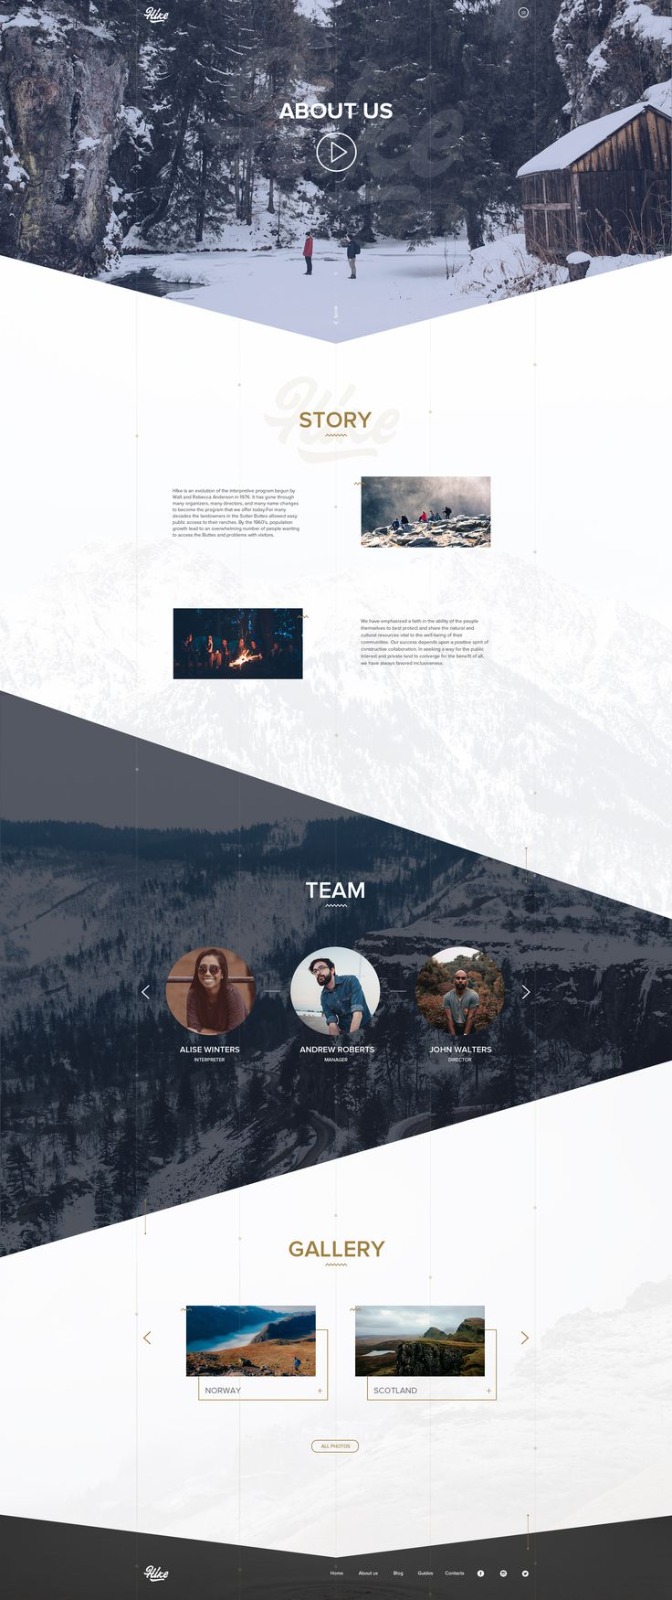 Hike
ABOUT US
Hike
STORY
Hike is an evolution of the interpretive program begun by
Walt and Rebecca Anderson in 1976. It has gone through
many organizers, many directors, and many name changes
to become the program that we offer today.For many
decades the landowners in the Sutter Buttes allowed easy
public access to their ranches. By the 1960's, population
growth lead to an overwhelming number of people wanting
to access the Buttes and problems with visitors.
We have emphasized a faith in the ability of the people
themselves to best protect and share the natural and
cultural resources vital to the well-being of their
communities. Our success depends upon a positive spirit of
constructive collaboration. In seeking a way for the public
interest and private land to converge for the benefit of all,
we have always favored inclusiveness.
TEAM
ALISE WINTERS
INTERPRETER
ANDREW ROBERTS
MANAGER
JOHN WALTERS
DIRECTOR
GALLERY
NORWAY +
SCOTLAND +
ALL PHOTOS
Hike
Home About us Blog Guides Contacts